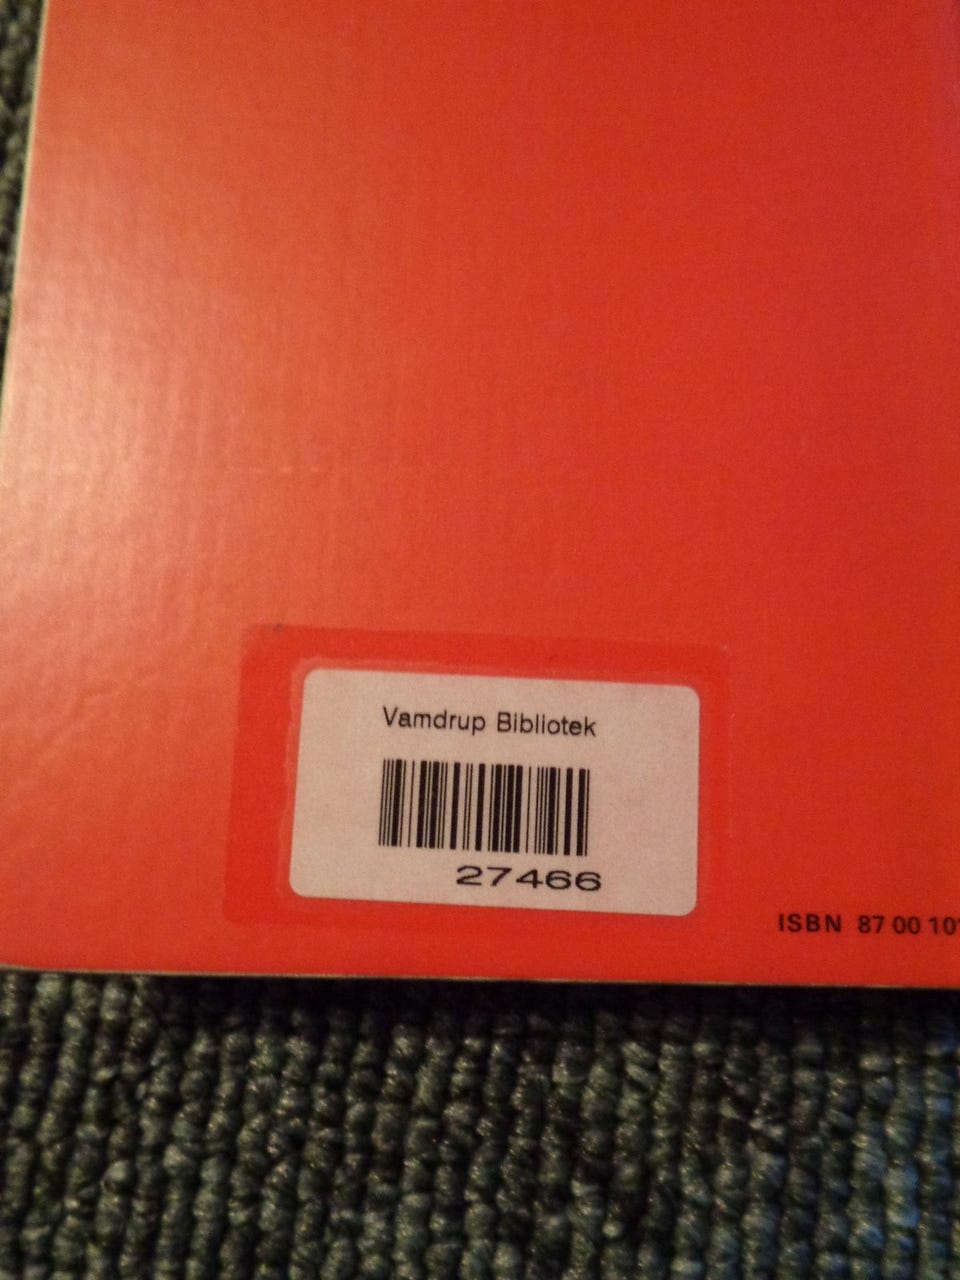 Vamdrup Bibliotek
27466
ISBN 87 00 10